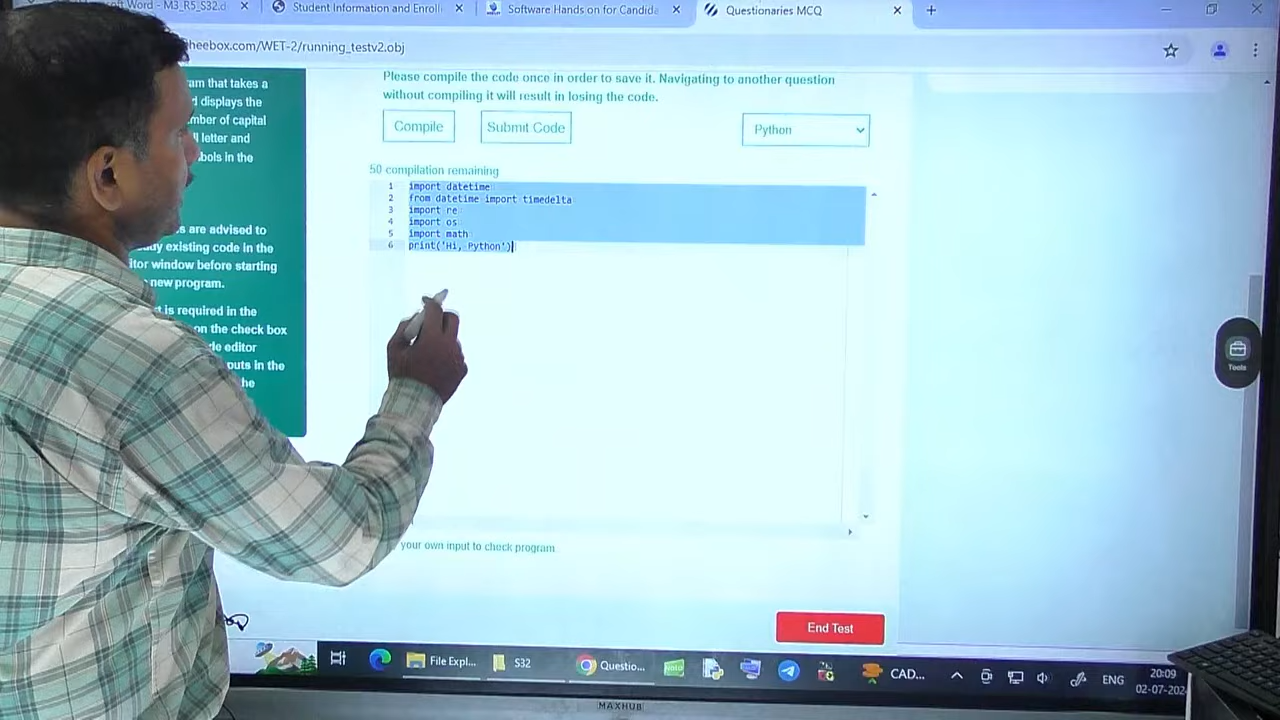 Word - M3_R5_S32.d
Student Information and Enrolli
Software Hands on for Candida
Questionaries MCQ
heebox.com/WET-2/running_testv2.obj
am that takes a
d displays the
mber of capital
ll letter and
bols in the
s are advised to
ady existing code in the
itor window before starting
new program.
t is required in the
on the check box
de editor
puts in the
he
Please compile the code once in order to save it. Navigating to another question
without compiling it will result in losing the code.
Compile
Submit Code
Python
50 compilation remaining
1 import datetime
2 from datetime import timedelta
3 import re
4 import os
5 import math
6 print('Hi, Python')
your own input to check program
End Test
Tools
File Expl...
S32
Questio...
CAD...
ENG
20:09
02-07-202
MAXHUB